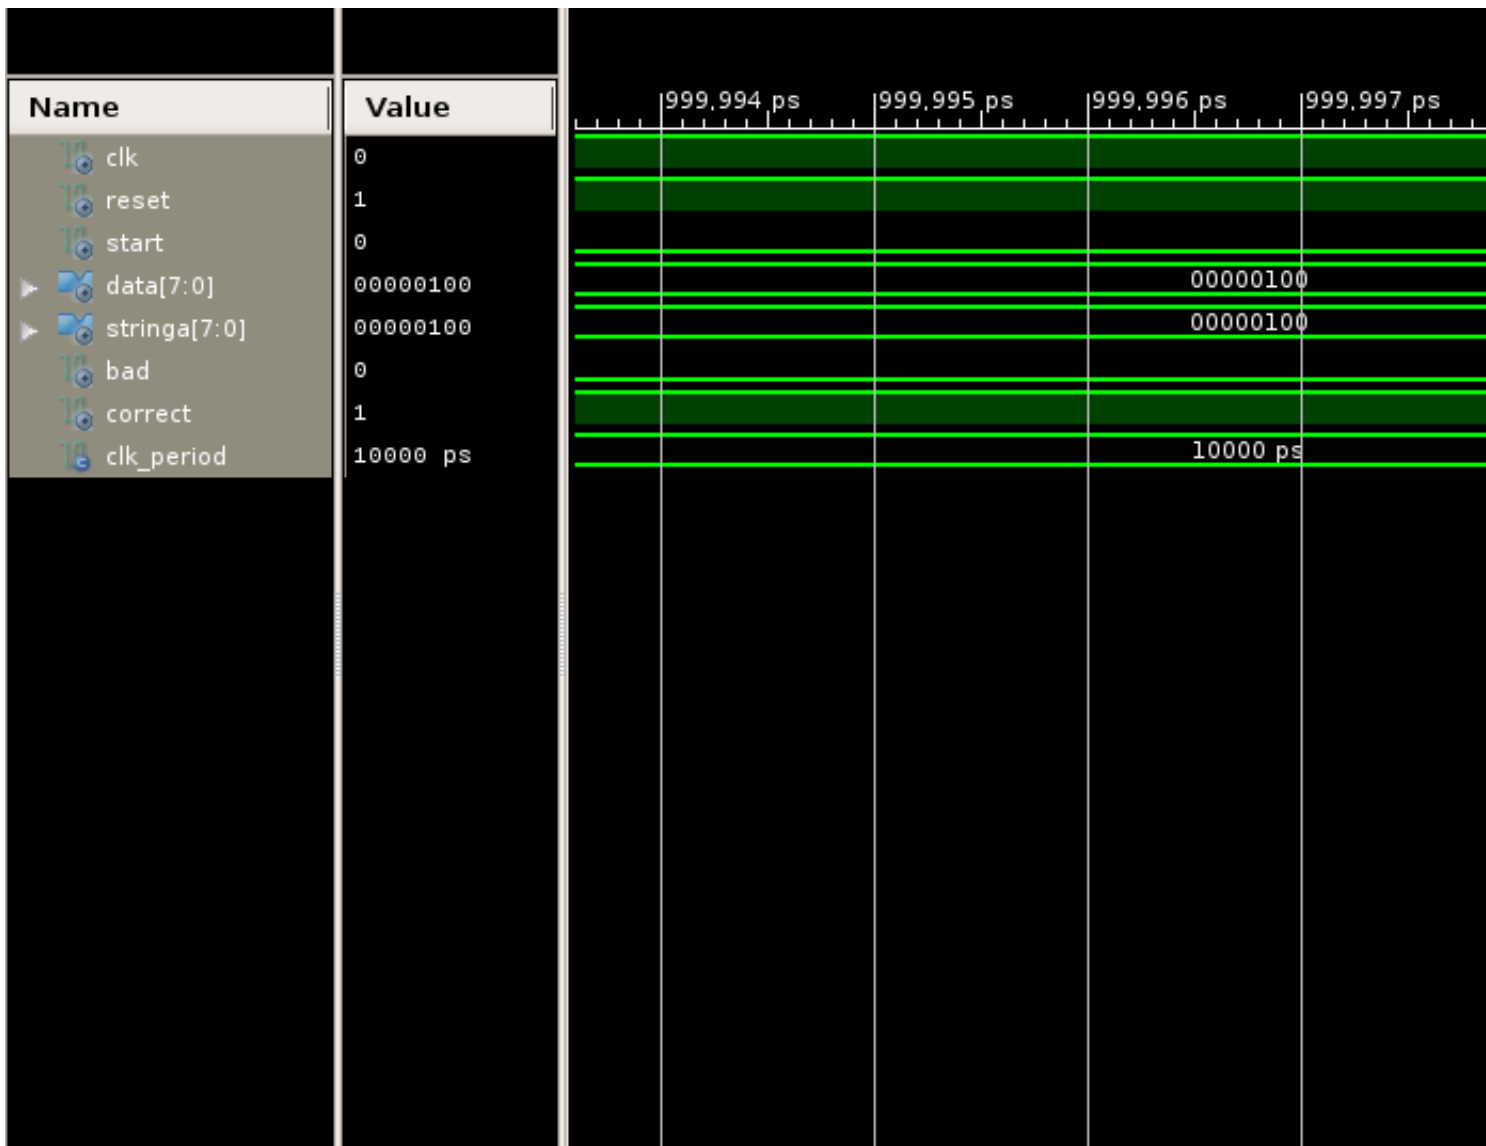 Name Value 999,994 ps 999,995 ps 999,996 ps 999,997 ps
clk 0
reset 1
start 0
data[7:0] 00000100 00000100
stringa[7:0] 00000100 00000100
bad 0
correct 1
clk_period 10000 ps 10000 ps